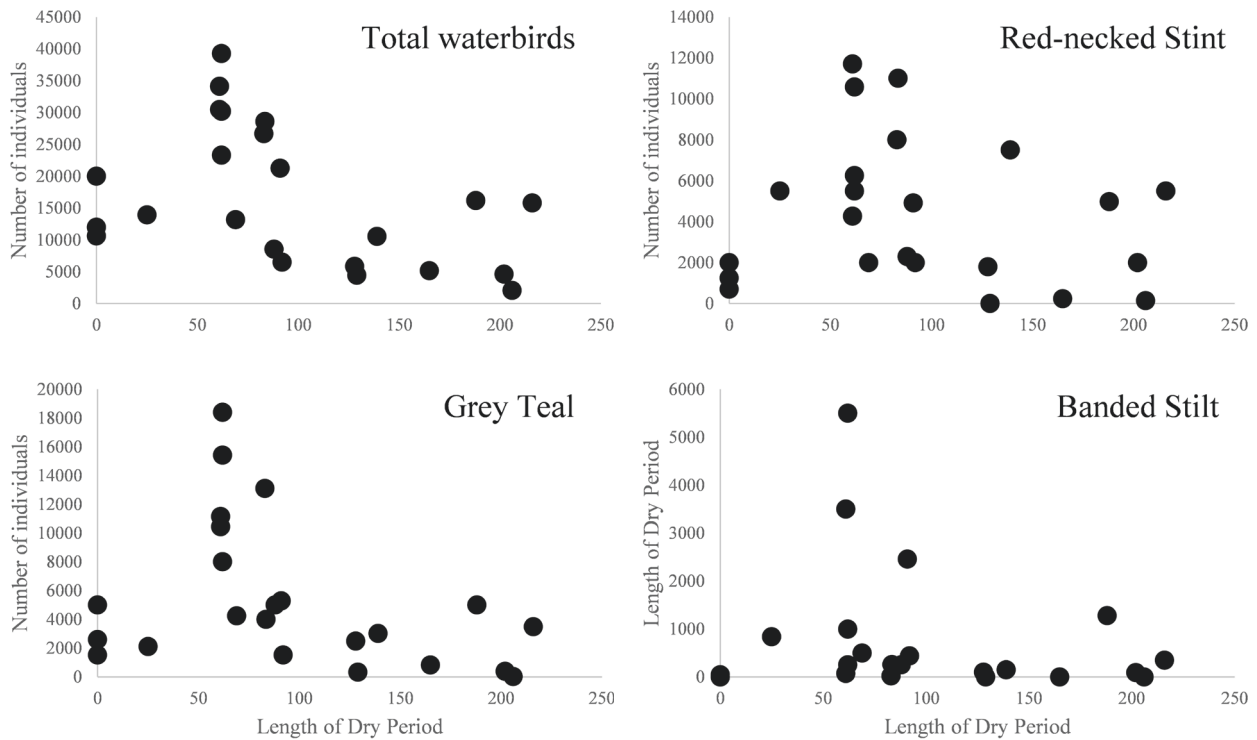 Total waterbirds
Number of individuals
45000
40000
35000
30000
25000
20000
15000
10000
5000
0
0 50 100 150 200 250
Red-necked Stint
Number of individuals
14000
12000
10000
8000
6000
4000
2000
0
0 50 100 150 200 250
Grey Teal
Number of individuals
20000
18000
16000
14000
12000
10000
8000
6000
4000
2000
0
0 50 100 150 200 250
Length of Dry Period
Banded Stilt
Length of Dry Period
6000
5000
4000
3000
2000
1000
0
0 50 100 150 200 250
Length of Dry Period